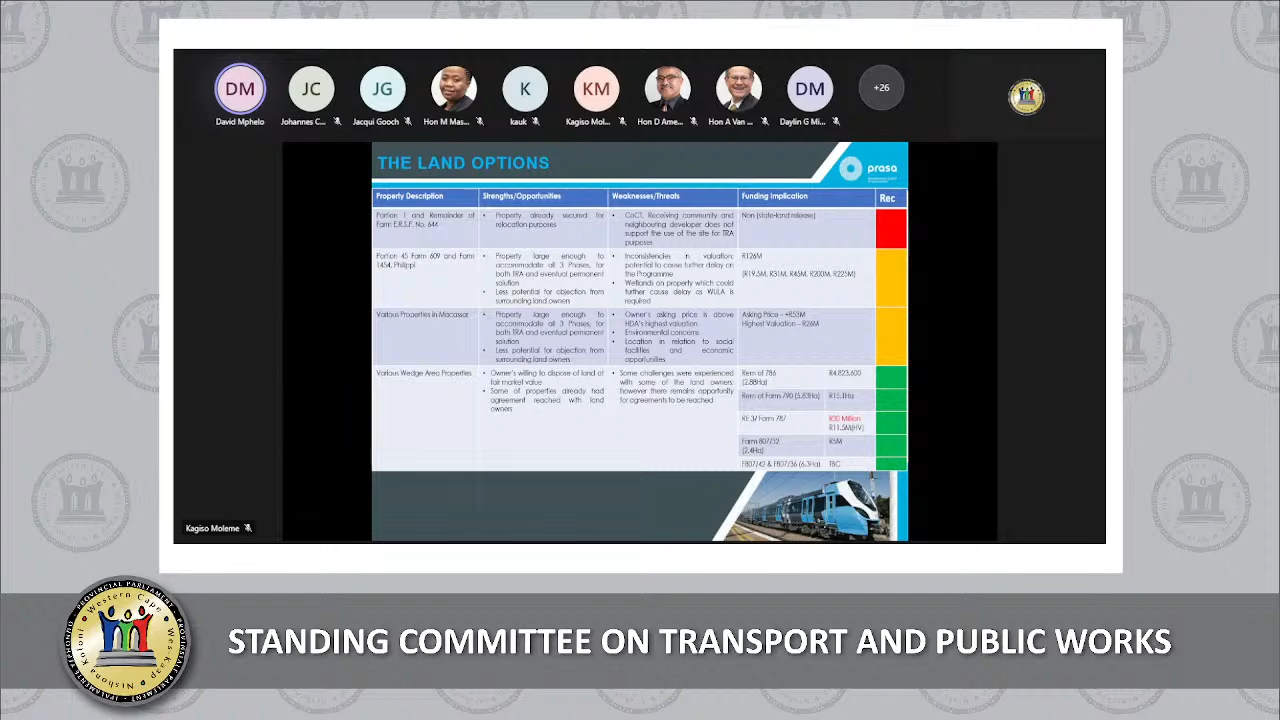 DM
JC
JG
K
KM
DM
+26
David Mphelo
Johannes C...
Jacqui Gooch
Hon M Mas...
kauk
Kagiso Mol...
Hon D Ame...
Hon A Van ...
Daylin G Mi...
THE LAND OPTIONS
prasa
Property Description
Strengths/Opportunities
Weaknesses/Threats
Funding Implication
Rec
Portion 1 and Remainder of
Farm E.R.S.F. No. 644
• Property already secured for
relocation purposes
• CoCT, Receiving community and
neighbouring developer does not
support the use of the site for TRA
purposes
Non (state-land release)
Portion 45 Farm 609 and Farm
1454, Philippi
• Property large enough to
accommodate all 3 Phases, for
both TRA and eventual permanent
solution
• Less potential for objection from
surrounding land owners
• Inconsistencies in valuation:
potential to cause further delay on
the Programme
• Wetlands on property which could
further cause delay as WULA is
required
R126M
(R19.5M, R31M, R45M, R200M, R225M)
Various Properties in Macassar
• Property large enough to
accommodate all 3 Phases, for
both TRA and eventual permanent
solution
• Less potential for objection from
surrounding land owners
• Owner's asking price is above
HDA's highest valuation
• Environmental concerns
• Location in relation to social
facilities and economic
opportunities
Asking Price – +R53M
Highest Valuation – R26M
Various Wedge Area Properties
• Owner's willing to dispose of land of
fair market value
• Some of properties already had
agreement reached with land
owners
• Some challenges were experienced
with some of the land owners;
however there remains opportunity
for agreements to be reached
Rem of 786
(2.88Ha)
R4,823,600
Rem of Farm 790 (5.83Ha)
R15.1Ha
RE 3/ Farm 787
R30 Million
R11.5M(HV)
Farm 807/32
(2.4Ha)
R5M
F807/42 & F807/36 (6.3Ha)
TBC
Kagiso Moleme
PROVINCIAL PARLIAMENT
Western Cape
Wes-Kaap
Ntshona Koloni
STANDING COMMITTEE ON TRANSPORT AND PUBLIC WORKS